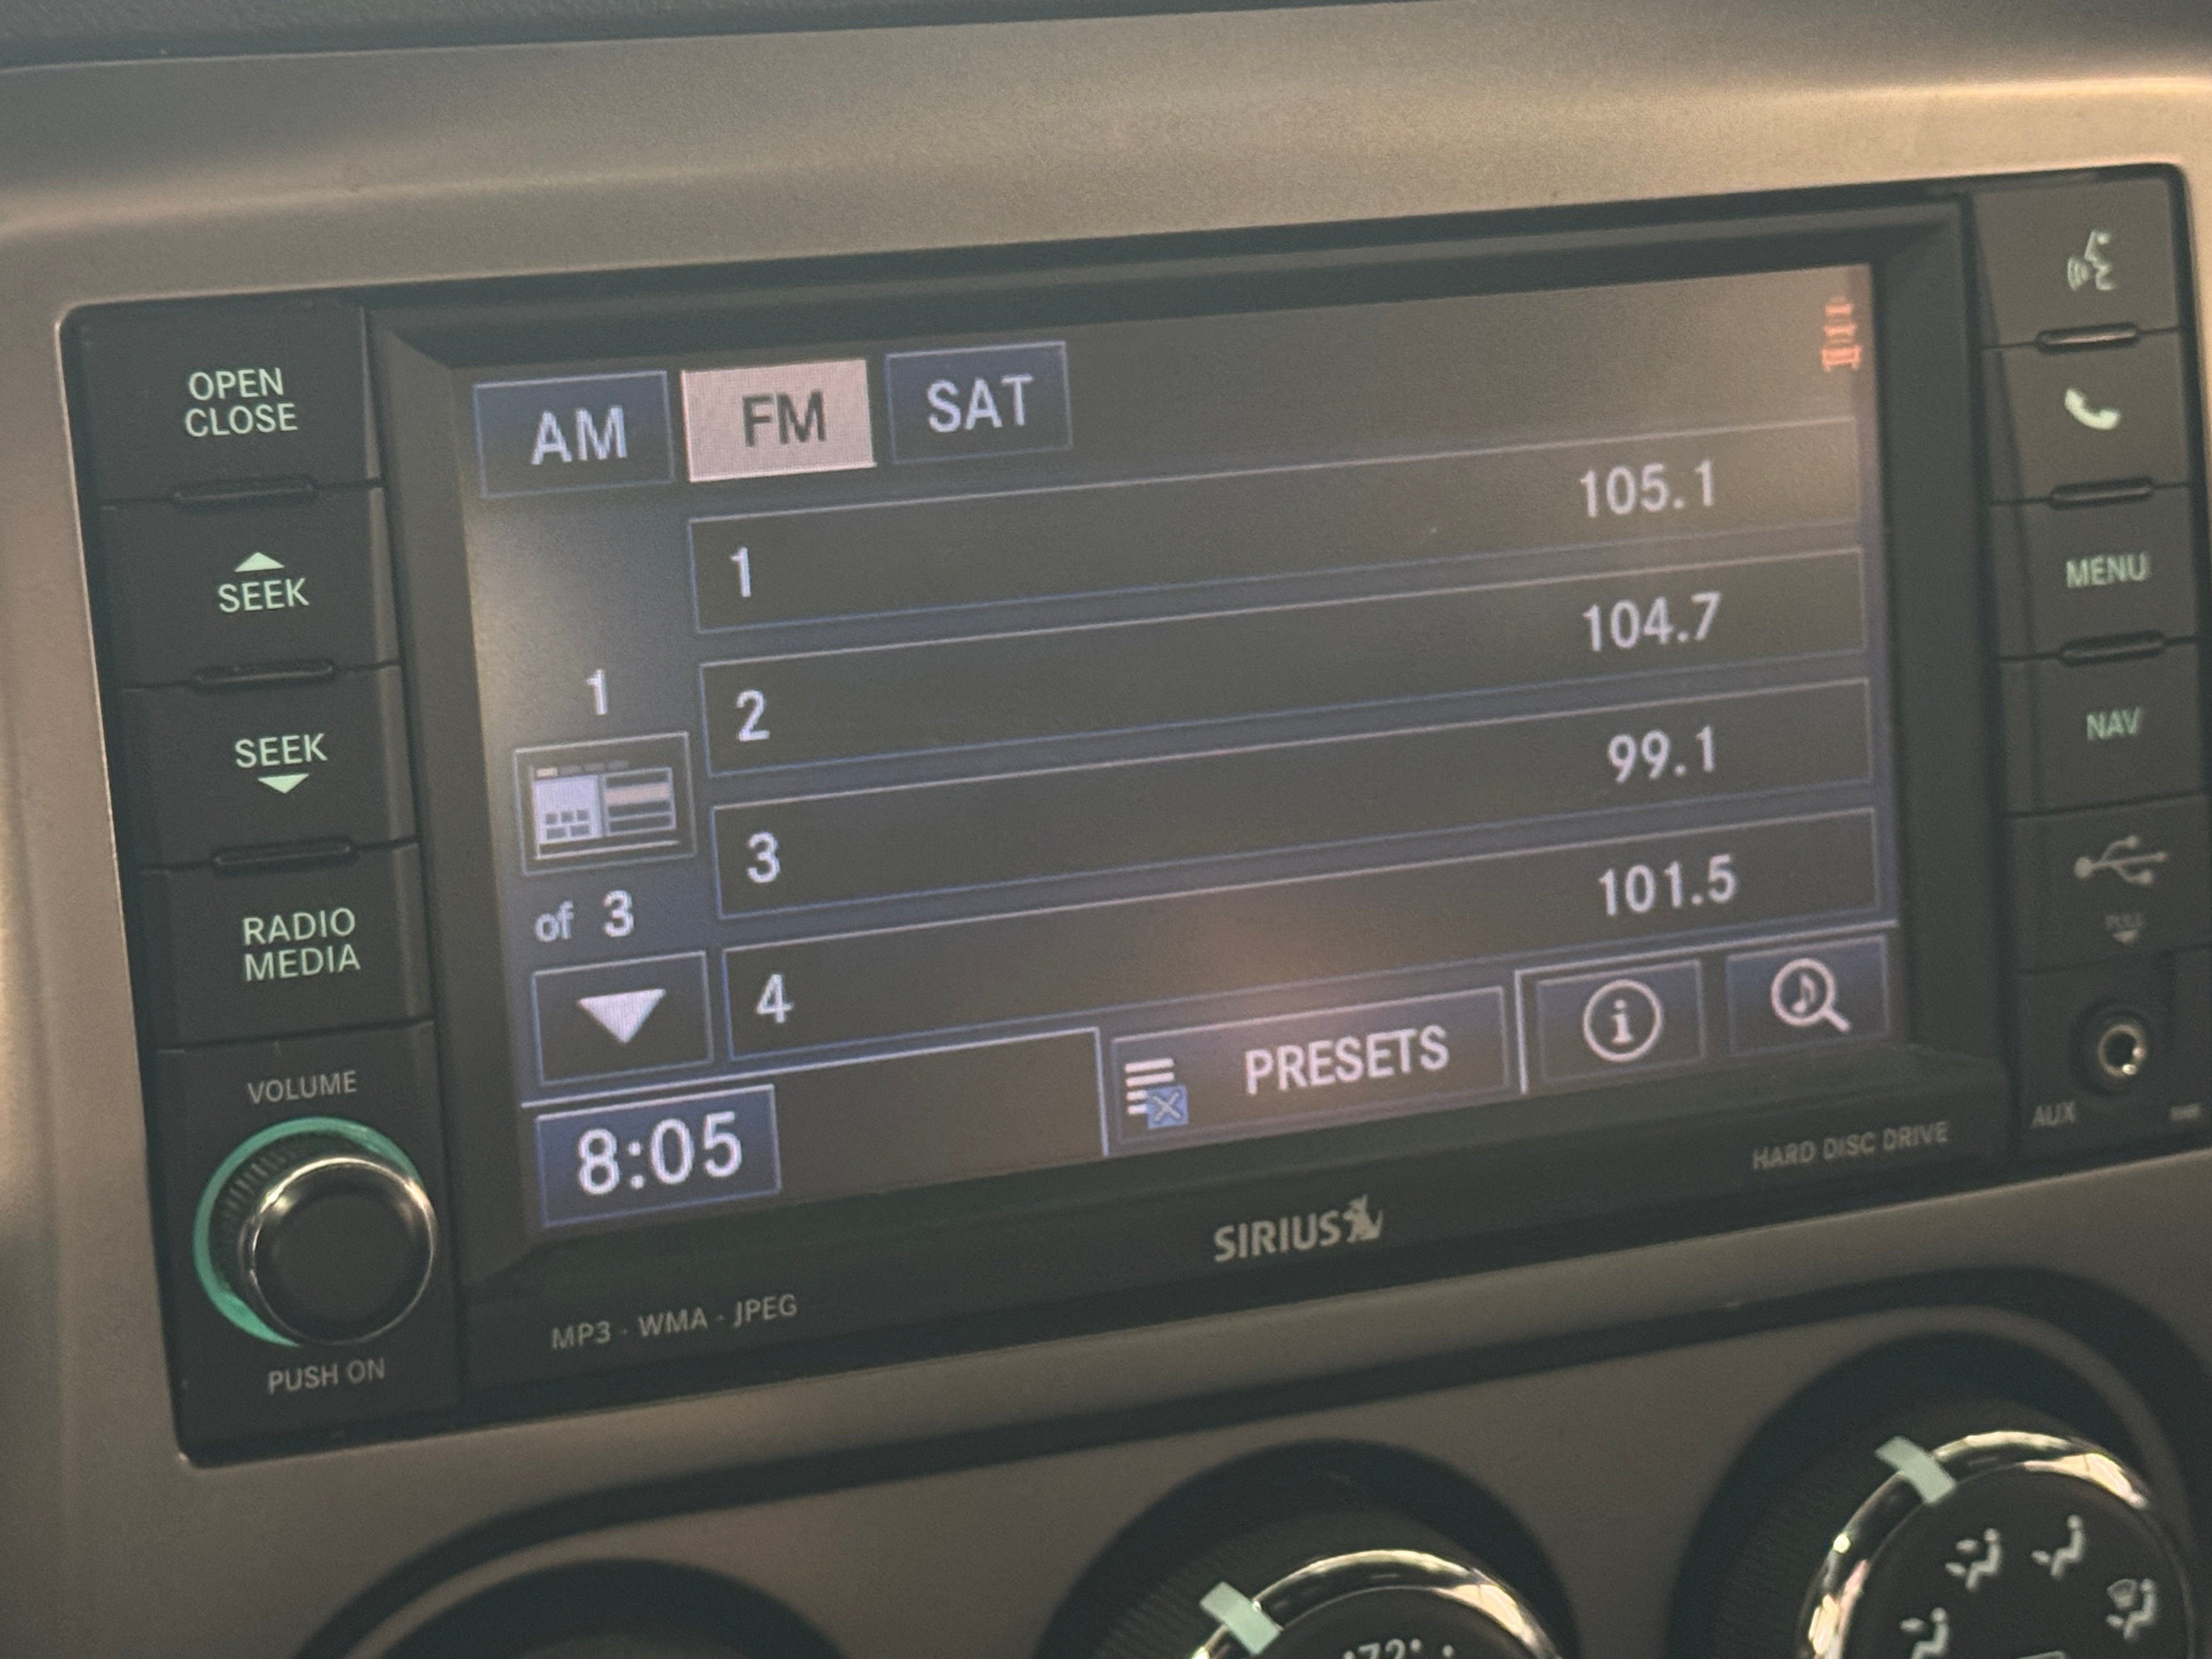 OPEN
CLOSE
SEEK
SEEK
RADIO
MEDIA
VOLUME
PUSH ON
AM FM SAT
1 105.1
2 104.7
3 99.1
4 101.5
1
of 3
8:05
PRESETS
i
MENU
NAV
PULL
AUX
HARD DISC DRIVE
SIRIUS
MP3 · WMA · JPEG
72°